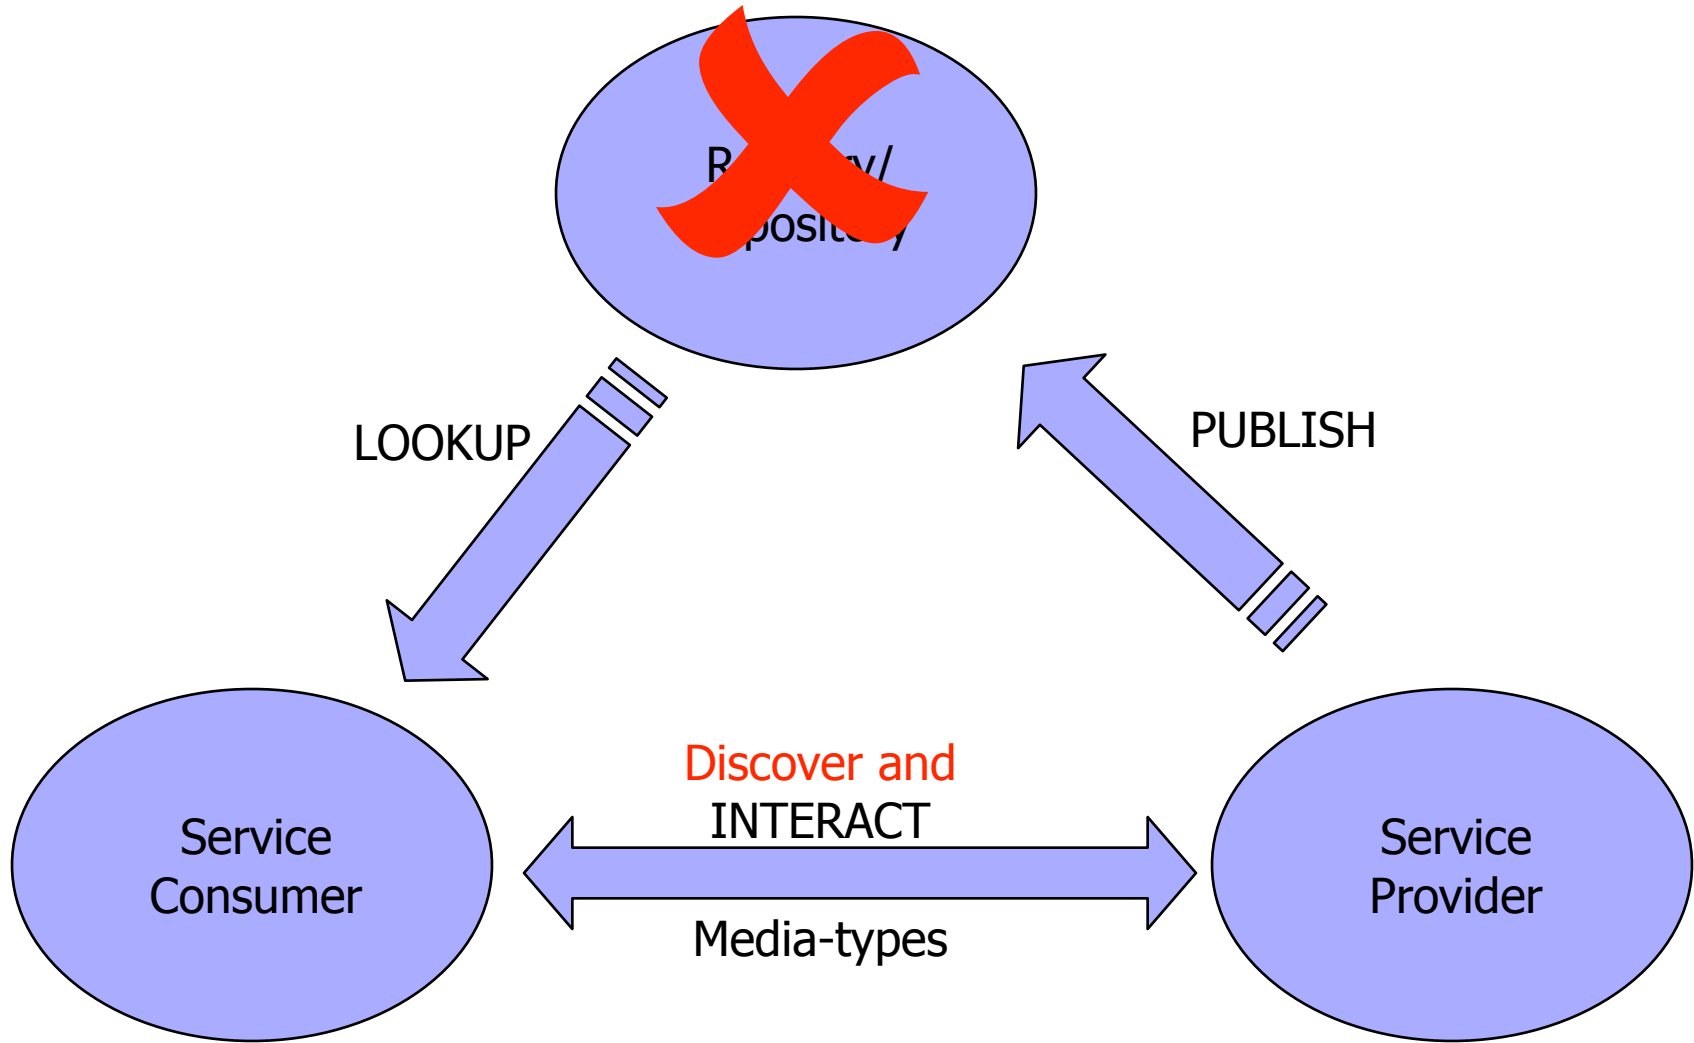 LOOKUP
PUBLISH
Discover and
INTERACT
Media-types
Service
Consumer
Service
Provider